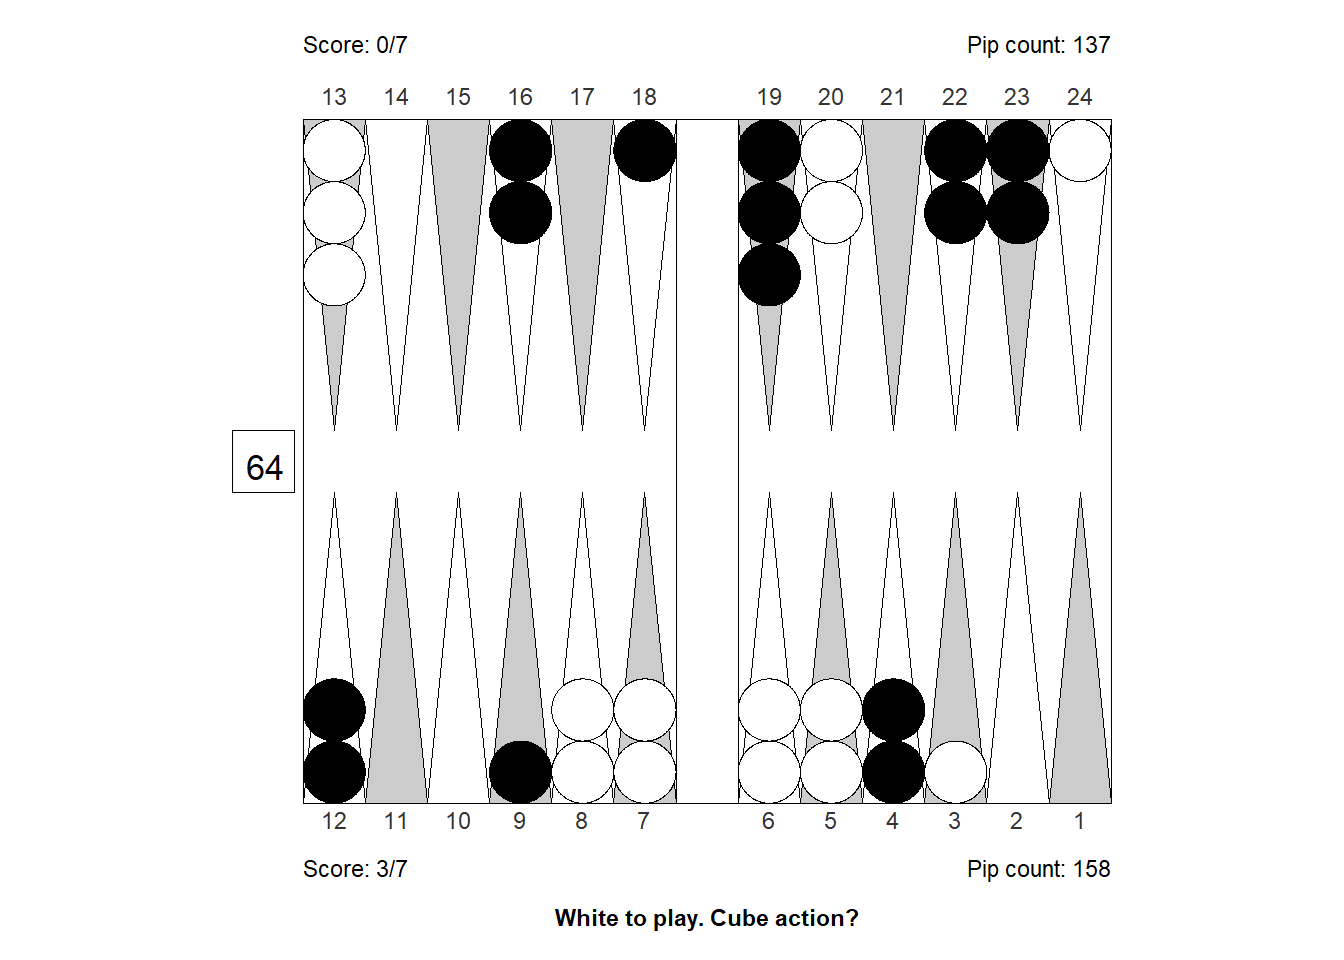 Score: 0/7 Pip count: 137
13 14 15 16 17 18 19 20 21 22 23 24
64
12 11 10 9 8 7 6 5 4 3 2 1
Score: 3/7 Pip count: 158
White to play. Cube action?